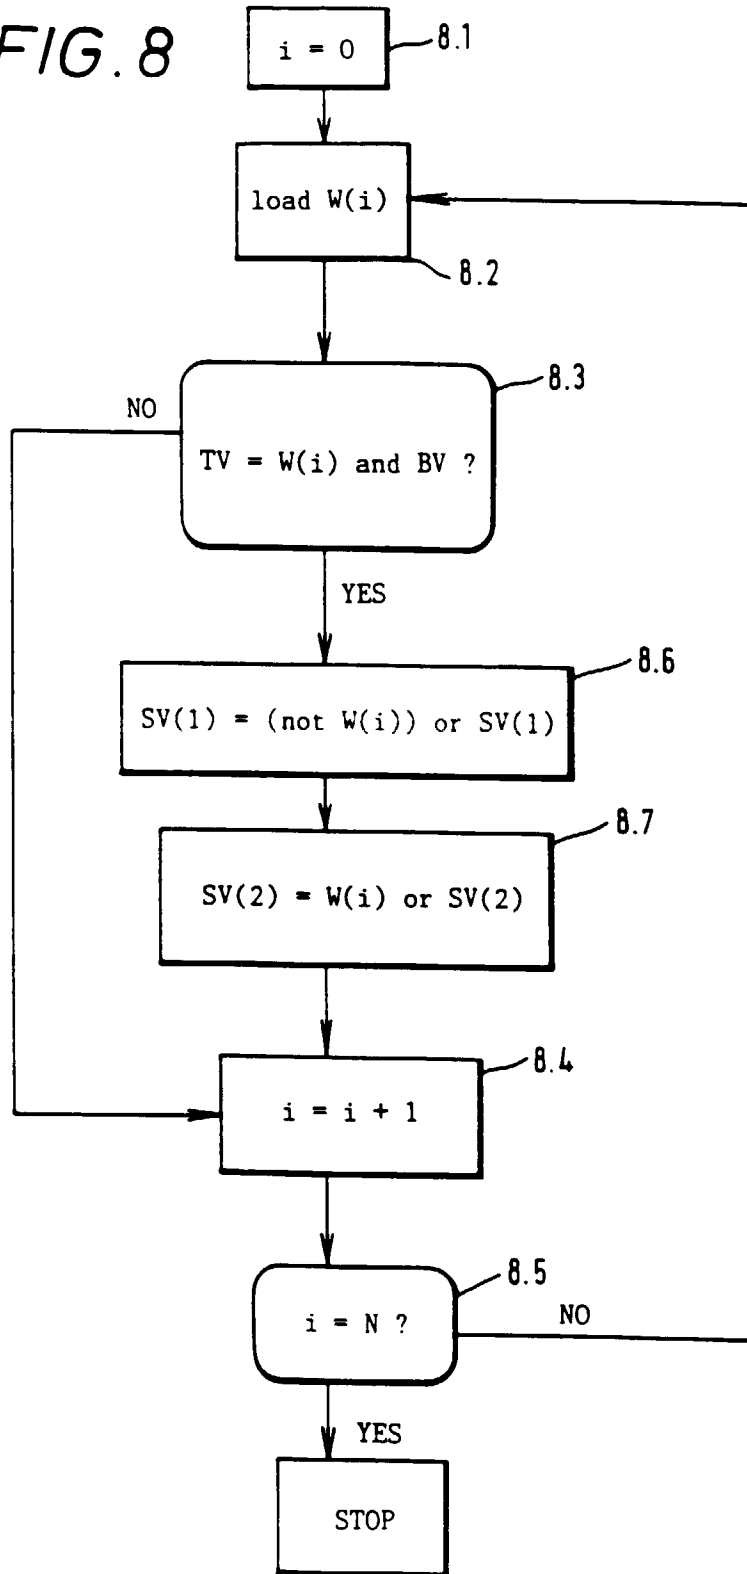 FIG. 8
i = 0
8.1
load W(i)
8.2
8.3
NO
TV = W(i) and BV ?
YES
8.6
SV(1) = (not W(i)) or SV(1)
8.7
SV(2) = W(i) or SV(2)
8.4
i = i + 1
8.5
i = N ?
NO
YES
STOP